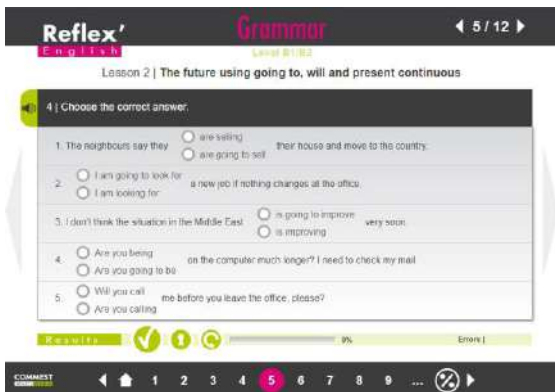 Reflex'
English
Grammar
Level B1/B2
5 / 12
Lesson 2 | The future using going to, will and present continuous
4 | Choose the correct answer.
1. The neighbours say they
are selling
are going to sell
their house and move to the country.
2.
I am going to look for
I am looking for
a new job if nothing changes at the office.
3. I don't think the situation in the Middle East
is going to improve
is improving
very soon.
4.
Are you being
Are you going to be
on the computer much longer? I need to check my mail
5.
Will you call
Are you calling
me before you leave the office, please?
Results
0%
Errors |
COMMEST
1 2 3 4 5 6 7 8 9 ...